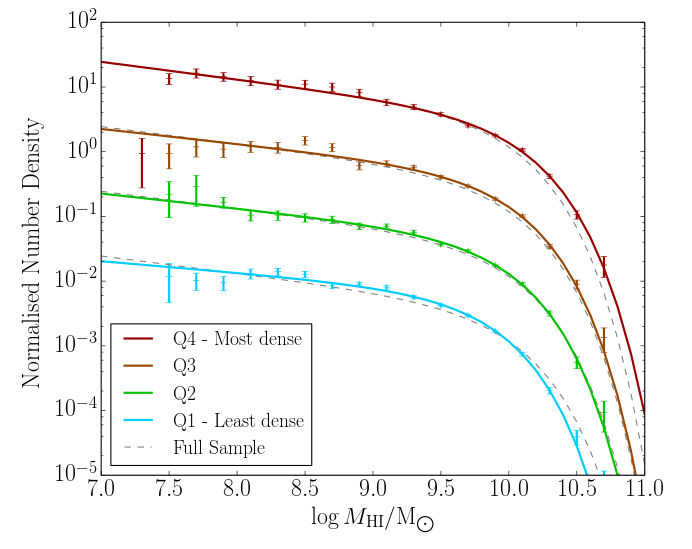 Normalised Number Density
10²
10¹
10⁰
10⁻¹
10⁻²
10⁻³
10⁻⁴
10⁻⁵
Q4 - Most dense
Q3
Q2
Q1 - Least dense
Full Sample
7.0 7.5 8.0 8.5 9.0 9.5 10.0 10.5 11.0
log M_HI/M_⊙